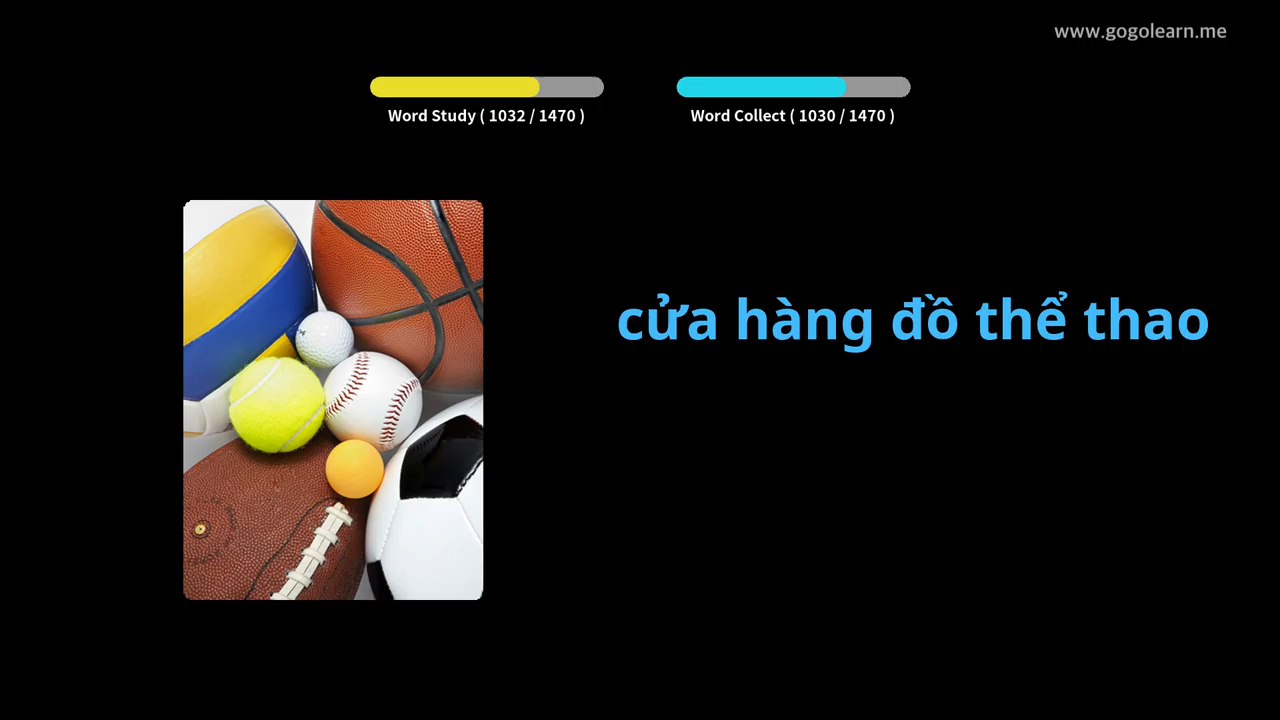 www.gogolearn.me
Word Study ( 1032 / 1470 )
Word Collect ( 1030 / 1470 )
cửa hàng đồ thể thao